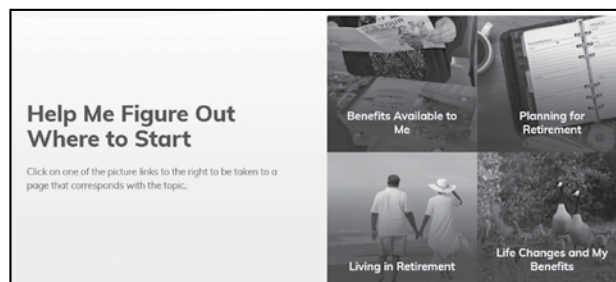 Help Me Figure Out
Where to Start
Click on one of the picture links to the right to be taken to a
page that corresponds with the topic.
Benefits Available to
Me
Planning for
Retirement
Living in Retirement
Life Changes and My
Benefits